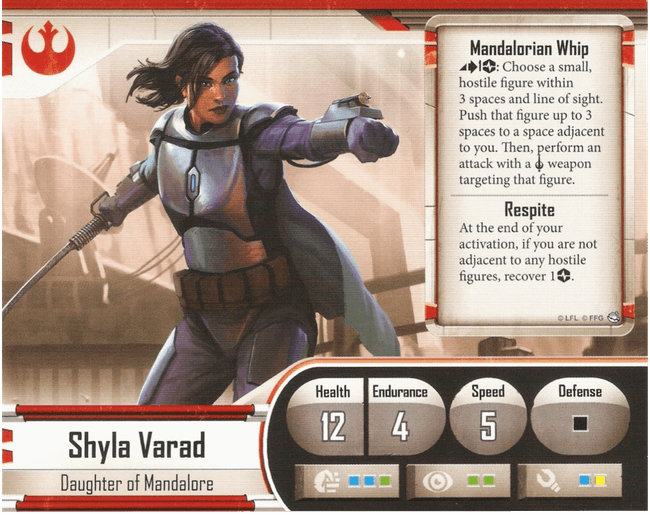 Mandalorian Whip
1: Choose a small,
hostile figure within
3 spaces and line of sight.
Push that figure up to 3
spaces to a space adjacent
to you. Then, perform an
attack with a weapon
targeting that figure.
Respite
At the end of your
activation, if you are not
adjacent to any hostile
figures, recover 1.
© LFL © FFG
Health Endurance Speed Defense
12 4 5
Shyla Varad
Daughter of Mandalore